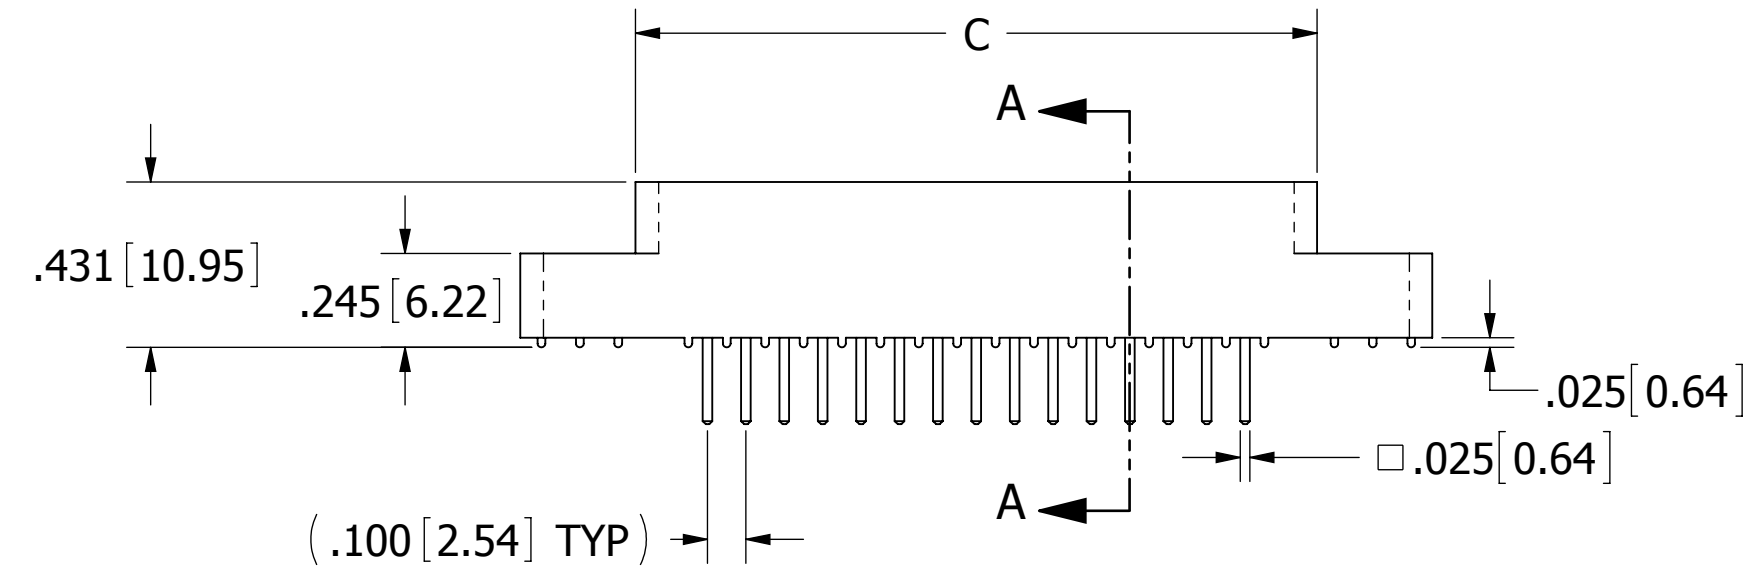 C
A
.431[10.95]
.245[6.22]
.025[0.64]
□.025[0.64]
A
(.100[2.54] TYP)